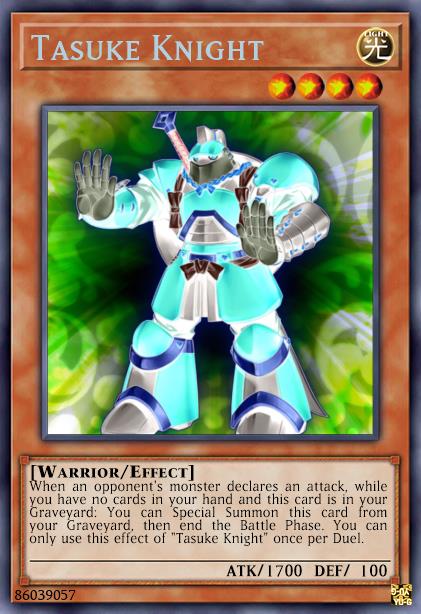 Tasuke Knight
LIGHT
光
[Warrior/Effect]
When an opponent's monster declares an attack, while
you have no cards in your hand and this card is in your
Graveyard: You can Special Summon this card from
your Graveyard, then end the Battle Phase. You can
only use this effect of "Tasuke Knight" once per Duel.
ATK/1700 DEF/ 100
86039057